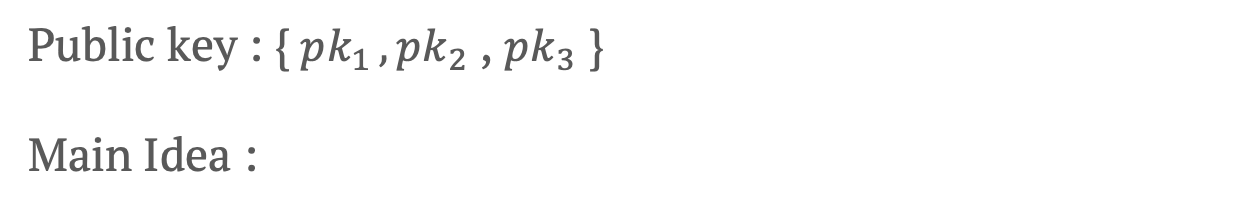 Public key : { pk₁ , pk₂ , pk₃ }
Main Idea :